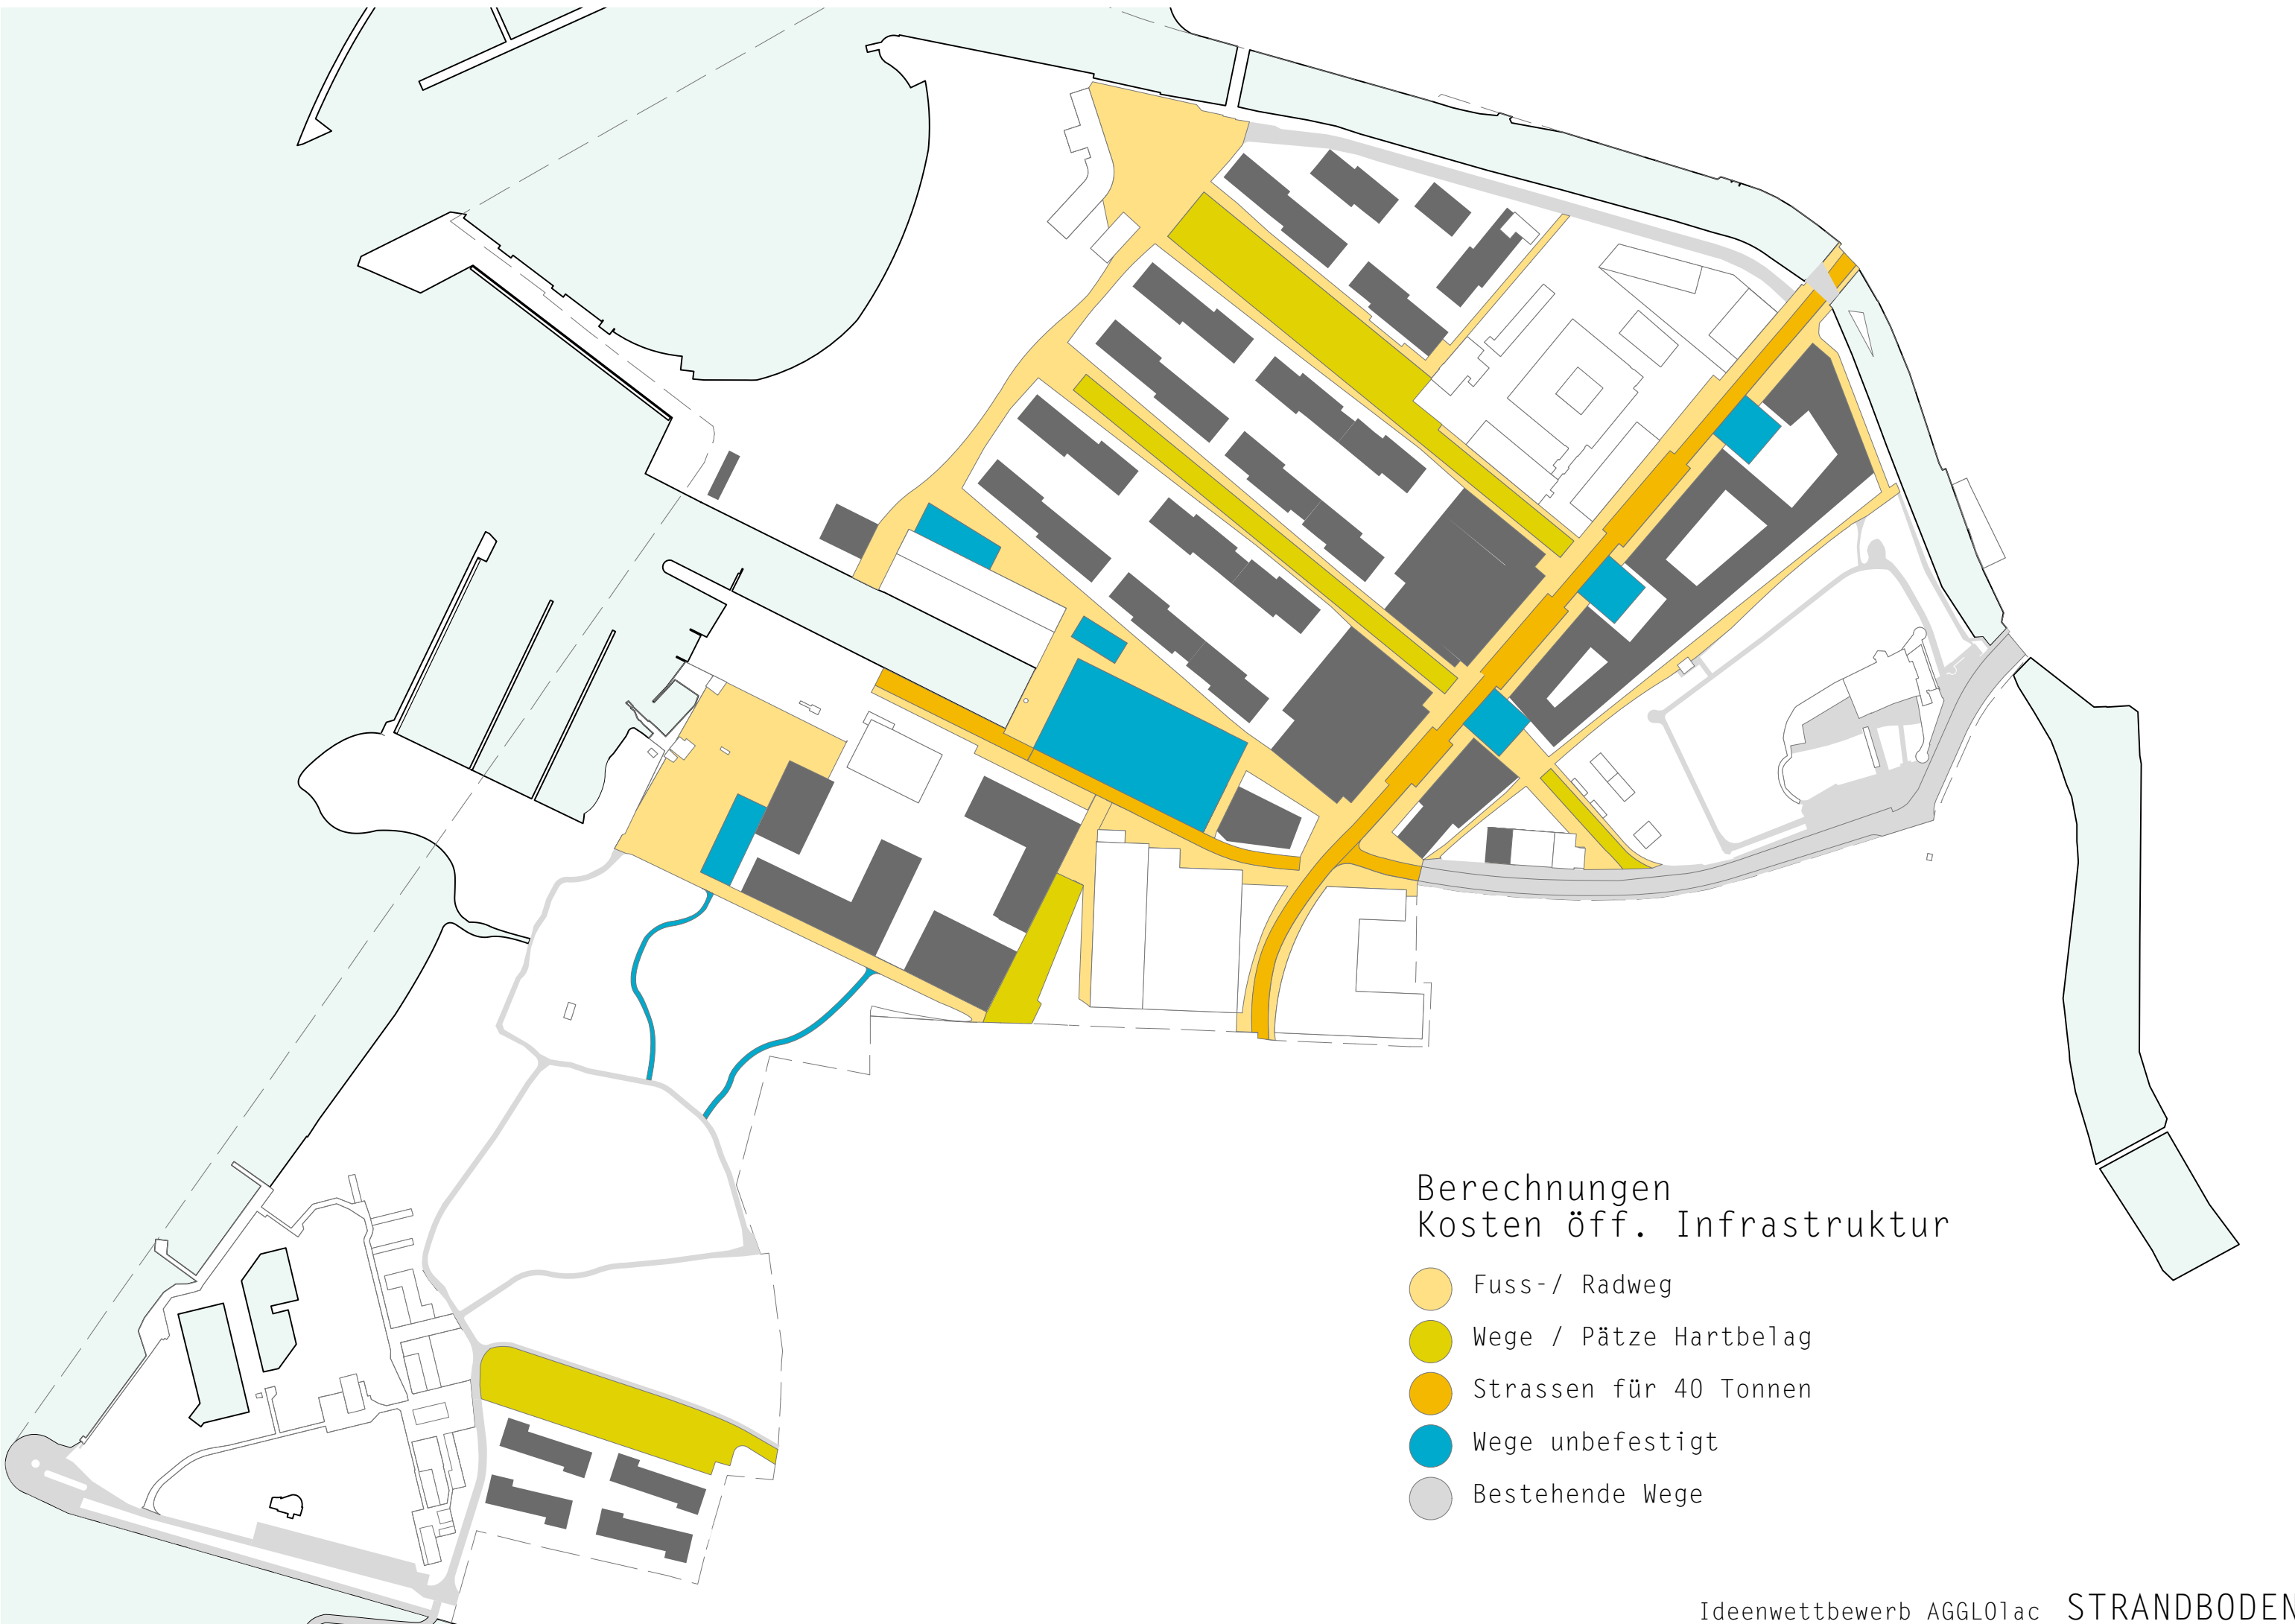 Berechnungen
Kosten öff. Infrastruktur
Fuss-/ Radweg
Wege / Pätze Hartbelag
Strassen für 40 Tonnen
Wege unbefestigt
Bestehende Wege
Ideenwettbewerb AGGLOlac STRANDBODEN